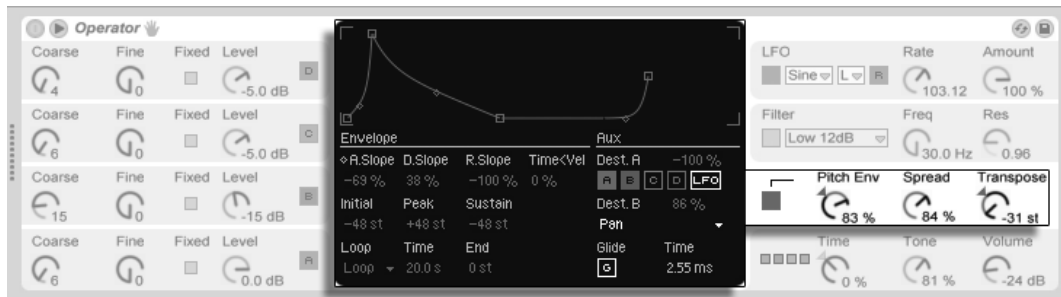 Operator
Coarse Fine Fixed Level
4 0 -5.0 dB D
Coarse Fine Fixed Level
6 0 -5.0 dB C
Coarse Fine Fixed Level
15 0 -15 dB B
Coarse Fine Fixed Level
6 0 0.0 dB A
Envelope
A.Slope D.Slope R.Slope Time<Vel
-69 % 38 % -100 % 0 %
Initial Peak Sustain
-48 st +48 st -48 st
Loop Time End
Loop 20.0 s 0 st
Aux
Dest. A -100 %
A B C D LFO
Dest. B 86 %
Pan
Glide Time
G 2.55 ms
LFO Rate Amount
Sine L R 103.12 100 %
Filter Freq Res
Low 12dB 30.0 Hz 0.96
Pitch Env Spread Transpose
83 % 84 % -31 st
Time Tone Volume
0 % 81 % -24 dB